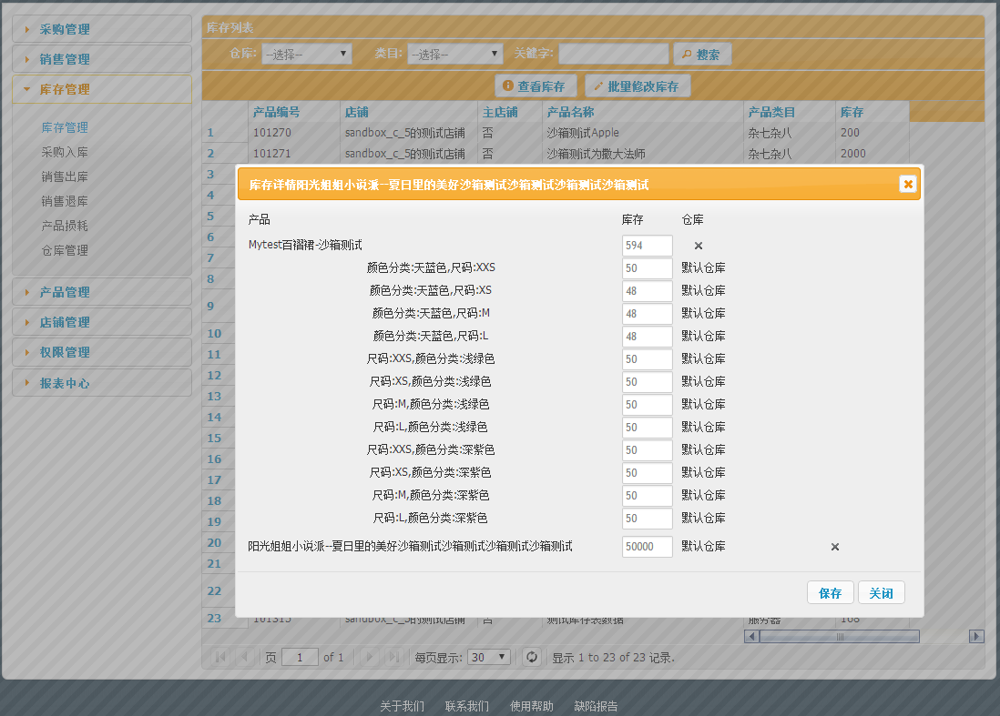 采购管理
销售管理
库存管理
库存管理
采购入库
销售出库
销售退库
产品损耗
仓库管理
产品管理
店铺管理
权限管理
报表中心
库存列表
仓库: --选择-- 类目: --选择-- 关键字: 搜索
查看库存 批量修改库存
产品编号 店铺 主店铺 产品名称 产品类目 库存
1 101270 sandbox_c_5的测试店铺 否 沙箱测试Apple 杂七杂八 200
2 101271 sandbox_c_5的测试店铺 否 沙箱测试为撒大法师 杂七杂八 2000
3
4
5
6
7
8
9
10
11
12
13
14
15
16
17
18
19
20
21
22
23 101315 sandbox_c_5的测试店铺 否 测试库存表数据 服务器 168
库存详情阳光姐姐小说派--夏日里的美好沙箱测试沙箱测试沙箱测试沙箱测试
产品 库存 仓库
Mytest百褶裙-沙箱测试 594
颜色分类:天蓝色,尺码:XXS 50 默认仓库
颜色分类:天蓝色,尺码:XS 48 默认仓库
颜色分类:天蓝色,尺码:M 48 默认仓库
颜色分类:天蓝色,尺码:L 48 默认仓库
尺码:XXS,颜色分类:浅绿色 50 默认仓库
尺码:XS,颜色分类:浅绿色 50 默认仓库
尺码:M,颜色分类:浅绿色 50 默认仓库
尺码:L,颜色分类:浅绿色 50 默认仓库
尺码:XXS,颜色分类:深紫色 50 默认仓库
尺码:XS,颜色分类:深紫色 50 默认仓库
尺码:M,颜色分类:深紫色 50 默认仓库
尺码:L,颜色分类:深紫色 50 默认仓库
阳光姐姐小说派--夏日里的美好沙箱测试沙箱测试沙箱测试沙箱测试 50000 默认仓库
保存 关闭
页 1 of 1 每页显示: 30 显示 1 to 23 of 23 记录.
关于我们 联系我们 使用帮助 缺陷报告